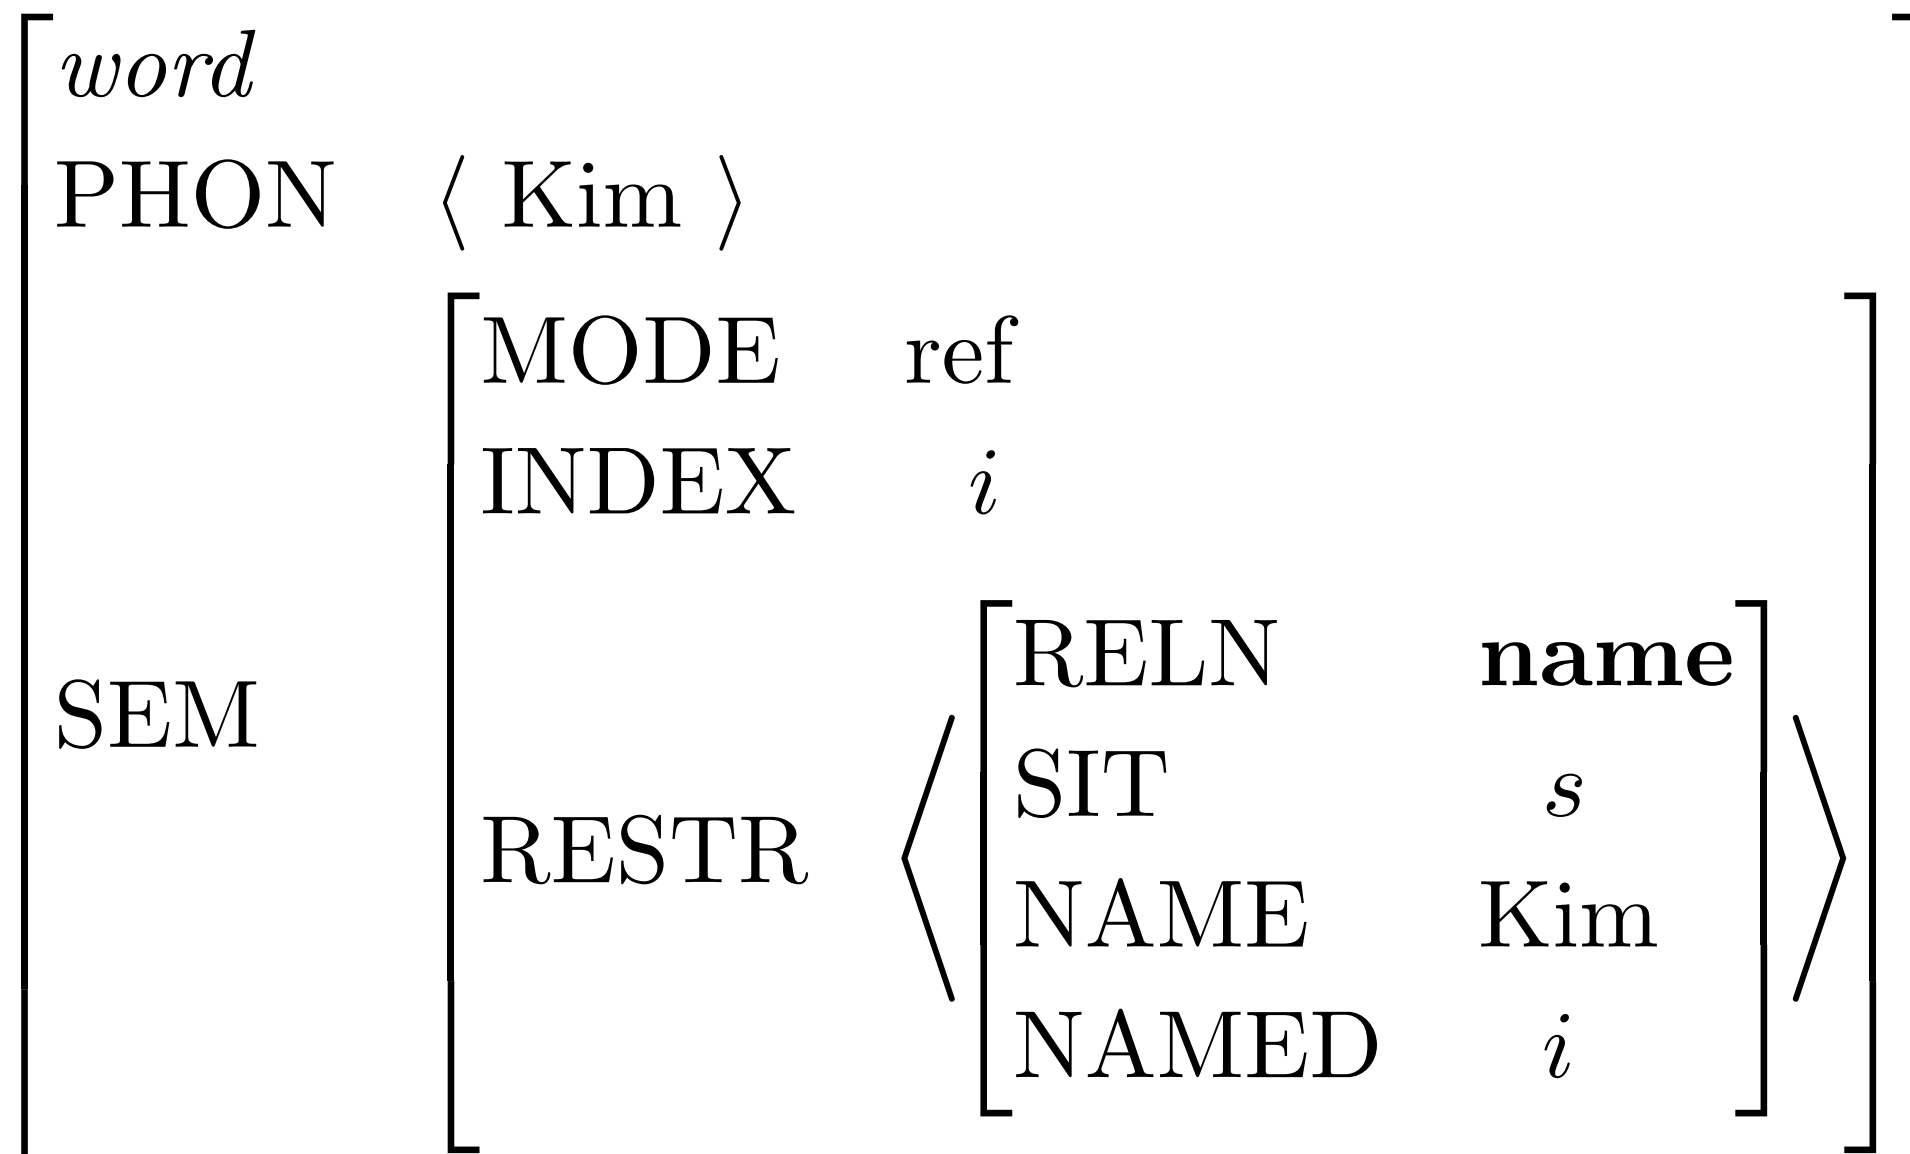 word
PHON ⟨ Kim ⟩
MODE ref
INDEX i
SEM
RELN name
SIT s
RESTR
NAME Kim
NAMED i